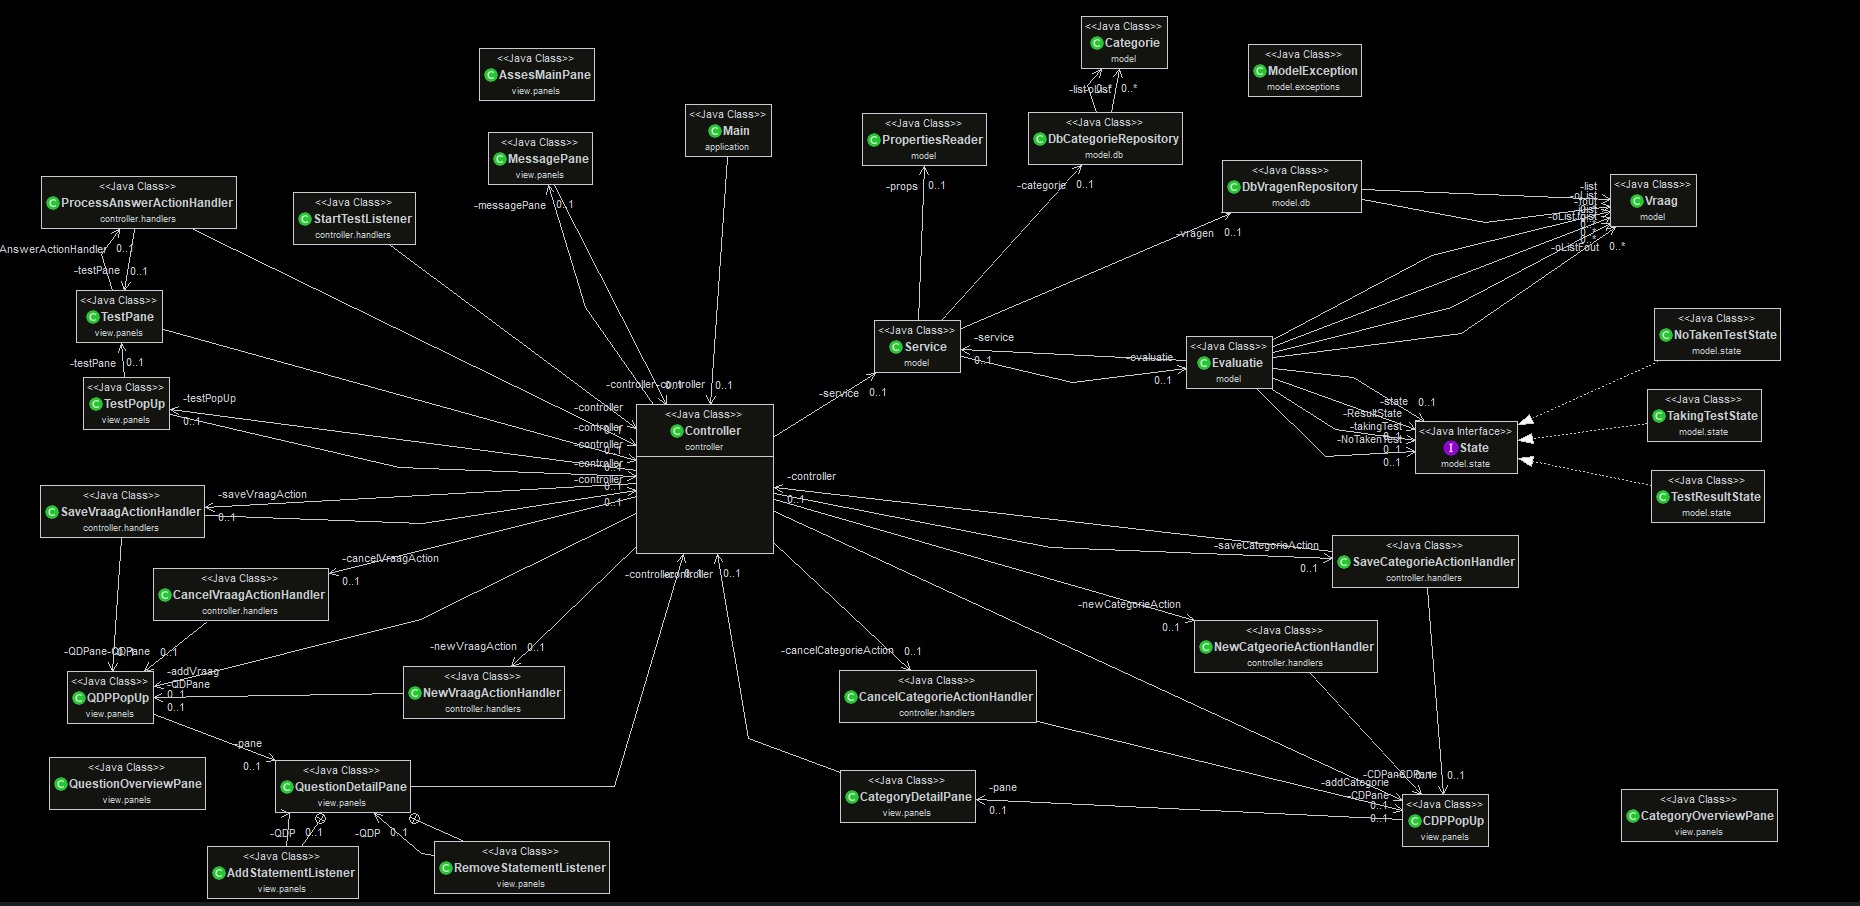 <<Java Class>>
Categorie
model
<<Java Class>>
AssesMainPane
view.panels
<<Java Class>>
ModelException
model.exceptions
0..*
<<Java Class>>
Main
application
<<Java Class>>
PropertiesReader
model
<<Java Class>>
DbCategorieRepository
model.db
<<Java Class>>
MessagePane
view.panels
<<Java Class>>
DbVragenRepository
model.db
<<Java Class>>
Vraag
model
<<Java Class>>
ProcessAnswerActionHandler
controller.handlers
<<Java Class>>
StartTestListener
controller.handlers
-messagePane 0..1
-props 0..1
-categorie 0..1
-vragen 0..1
-list
-oListFout 0..*
AnswerActionHandler 0..1
-testPane 0..1
<<Java Class>>
TestPane
view.panels
<<Java Class>>
Service
model
<<Java Class>>
Evaluatie
model
<<Java Class>>
NoTakenTestState
model.state
-service
0..1
-evaluatie
0..1
-testPane 0..1
<<Java Class>>
TestPopUp
view.panels
-testPopUp
0..1
-controller
-controller
0..1
0..1
-service 0..1
-state 0..1
-ResultState
-takingTest
-NoTakenTest
0..1
0..1
<<Java Class>>
TakingTestState
model.state
<<Java Class>>
Controller
controller
-controller
-controller
-controller
-controller
-controller
0..1
<<Java Interface>>
State
model.state
<<Java Class>>
TestResultState
model.state
-controller
0..1
<<Java Class>>
SaveVraagActionHandler
controller.handlers
-saveVraagAction
0..1
-cancelVraagAction
0..1
<<Java Class>>
CancelVraagActionHandler
controller.handlers
-controller
controller
0..1
-saveCategorieAction
0..1
<<Java Class>>
SaveCategorieActionHandler
controller.handlers
-newCategorieAction
0..1
<<Java Class>>
NewCatgeorieActionHandler
controller.handlers
-QDPane
-QDPane
0..1
-addVraag
-QDPane
0..1
0..1
<<Java Class>>
QDPPopUp
view.panels
-newVraagAction 0..1
<<Java Class>>
NewVraagActionHandler
controller.handlers
-cancelCategorieAction 0..1
<<Java Class>>
CancelCategorieActionHandler
controller.handlers
-pane
0..1
<<Java Class>>
QuestionOverviewPane
view.panels
<<Java Class>>
QuestionDetailPane
view.panels
<<Java Class>>
CategoryDetailPane
view.panels
-pane
0..1
-CDPane
CDPane
0..1
-addCategorie
-CDPane
0..1
0..1
<<Java Class>>
CDPPopUp
view.panels
<<Java Class>>
CategoryOverviewPane
view.panels
-QDP 0..1
-QDP 0..1
<<Java Class>>
AddStatementListener
view.panels
<<Java Class>>
RemoveStatementListener
view.panels